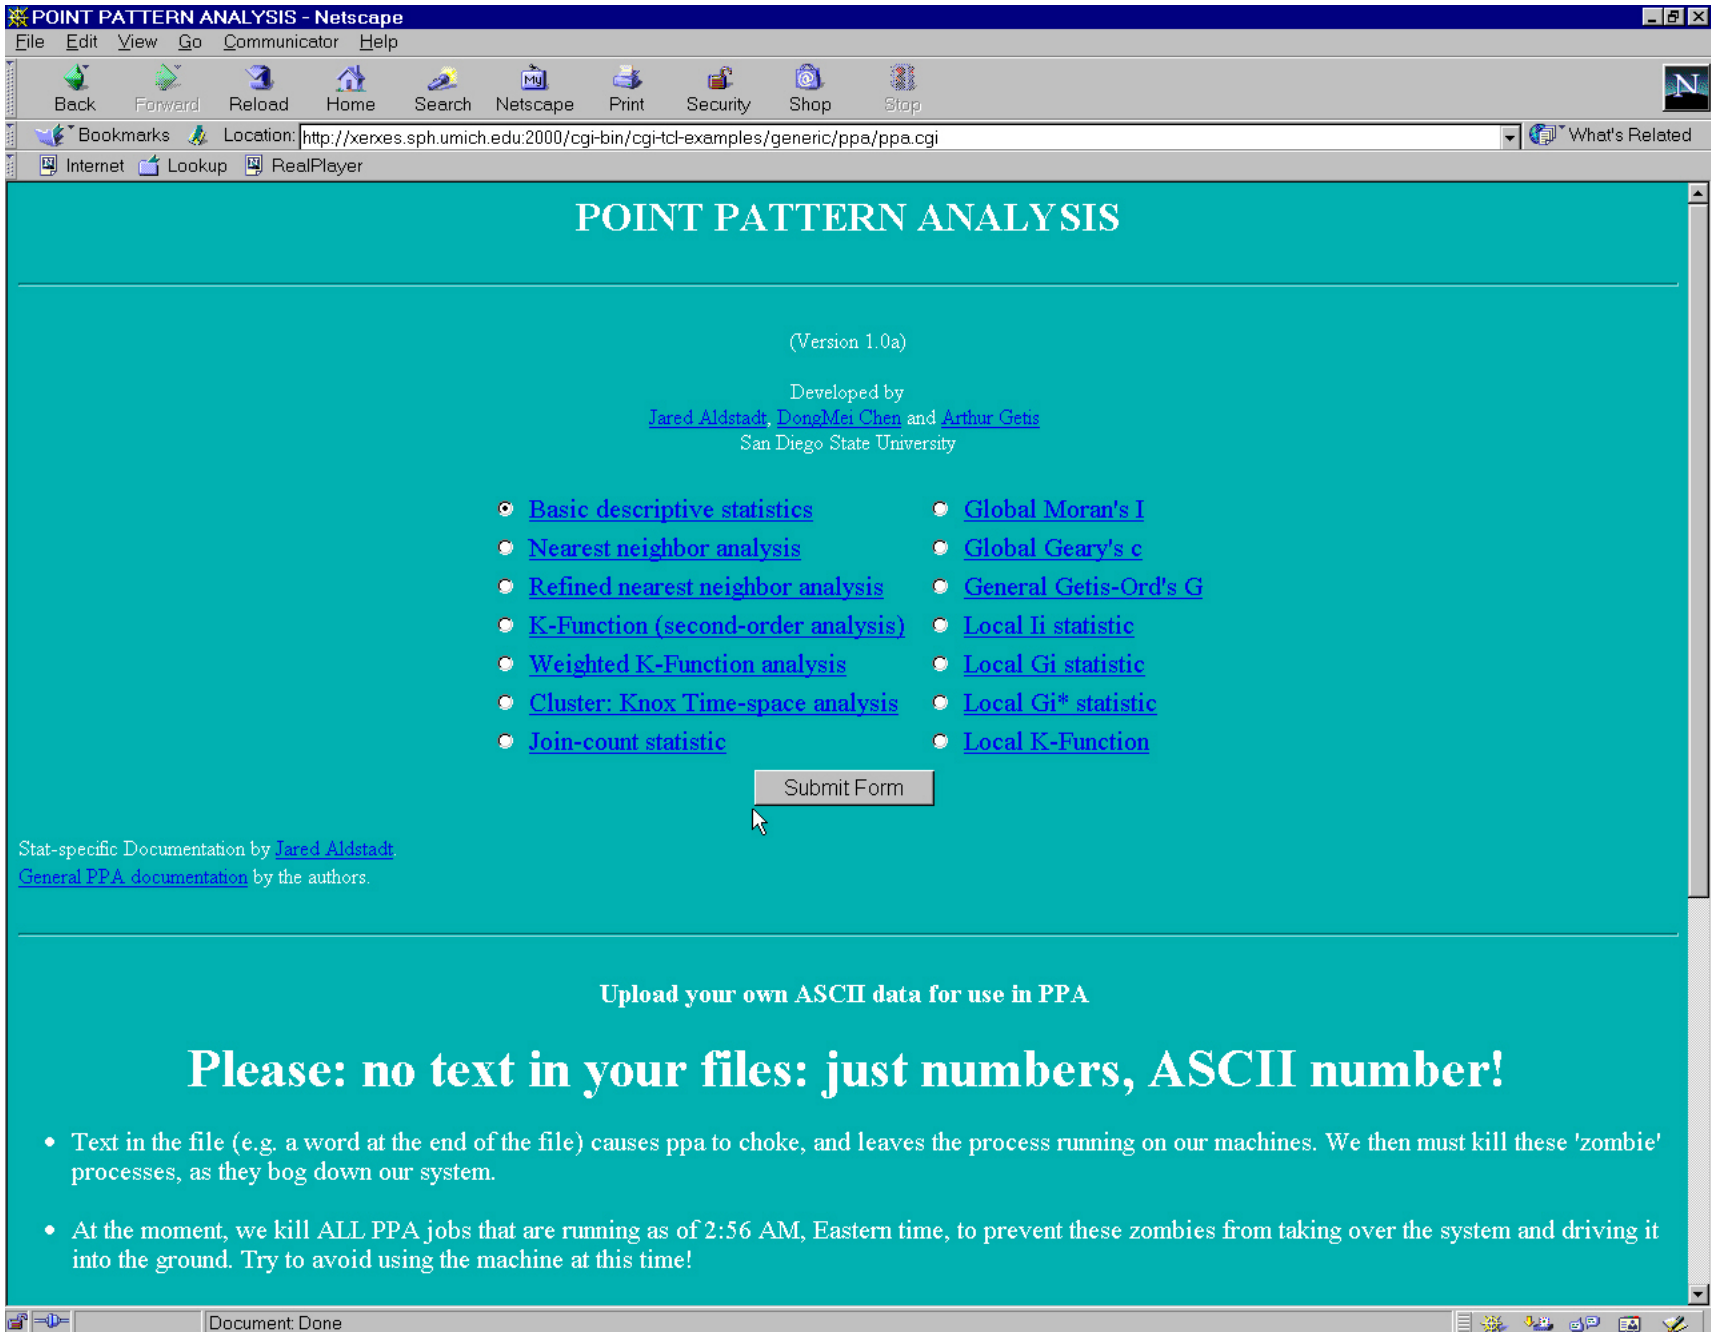 POINT PATTERN ANALYSIS - Netscape
File Edit View Go Communicator Help
Back Forward Reload Home Search Netscape Print Security Shop Stop
Bookmarks Location: http://xerxes.sph.umich.edu:2000/cgi-bin/cgi-tcl-examples/generic/ppa/ppa.cgi What's Related
Internet Lookup RealPlayer
POINT PATTERN ANALYSIS
(Version 1.0a)
Developed by
Jared Aldstadt, DongMei Chen and Arthur Getis
San Diego State University
Basic descriptive statistics Global Moran's I
Nearest neighbor analysis Global Geary's c
Refined nearest neighbor analysis General Getis-Ord's G
K-Function (second-order analysis) Local Ii statistic
Weighted K-Function analysis Local Gi statistic
Cluster: Knox Time-space analysis Local Gi* statistic
Join-count statistic Local K-Function
Submit Form
Stat-specific Documentation by Jared Aldstadt.
General PPA documentation by the authors.
Upload your own ASCII data for use in PPA
Please: no text in your files: just numbers, ASCII number!
• Text in the file (e.g. a word at the end of the file) causes ppa to choke, and leaves the process running on our machines. We then must kill these 'zombie'
processes, as they bog down our system.
• At the moment, we kill ALL PPA jobs that are running as of 2:56 AM, Eastern time, to prevent these zombies from taking over the system and driving it
into the ground. Try to avoid using the machine at this time!
Document: Done